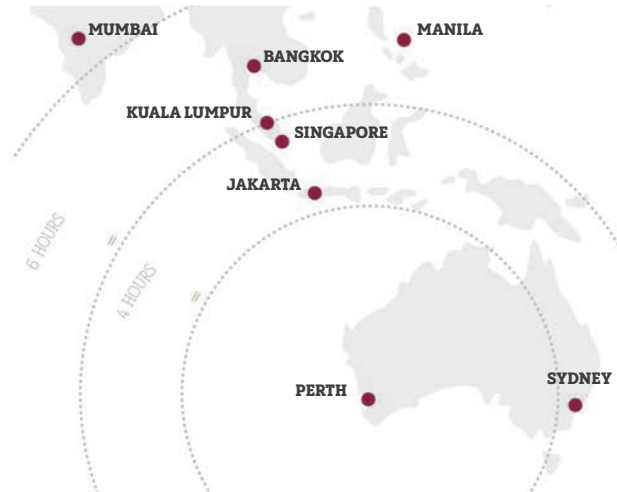 MUMBAI
MANILA
BANGKOK
KUALA LUMPUR
SINGAPORE
JAKARTA
6 HOURS
4 HOURS
PERTH
SYDNEY